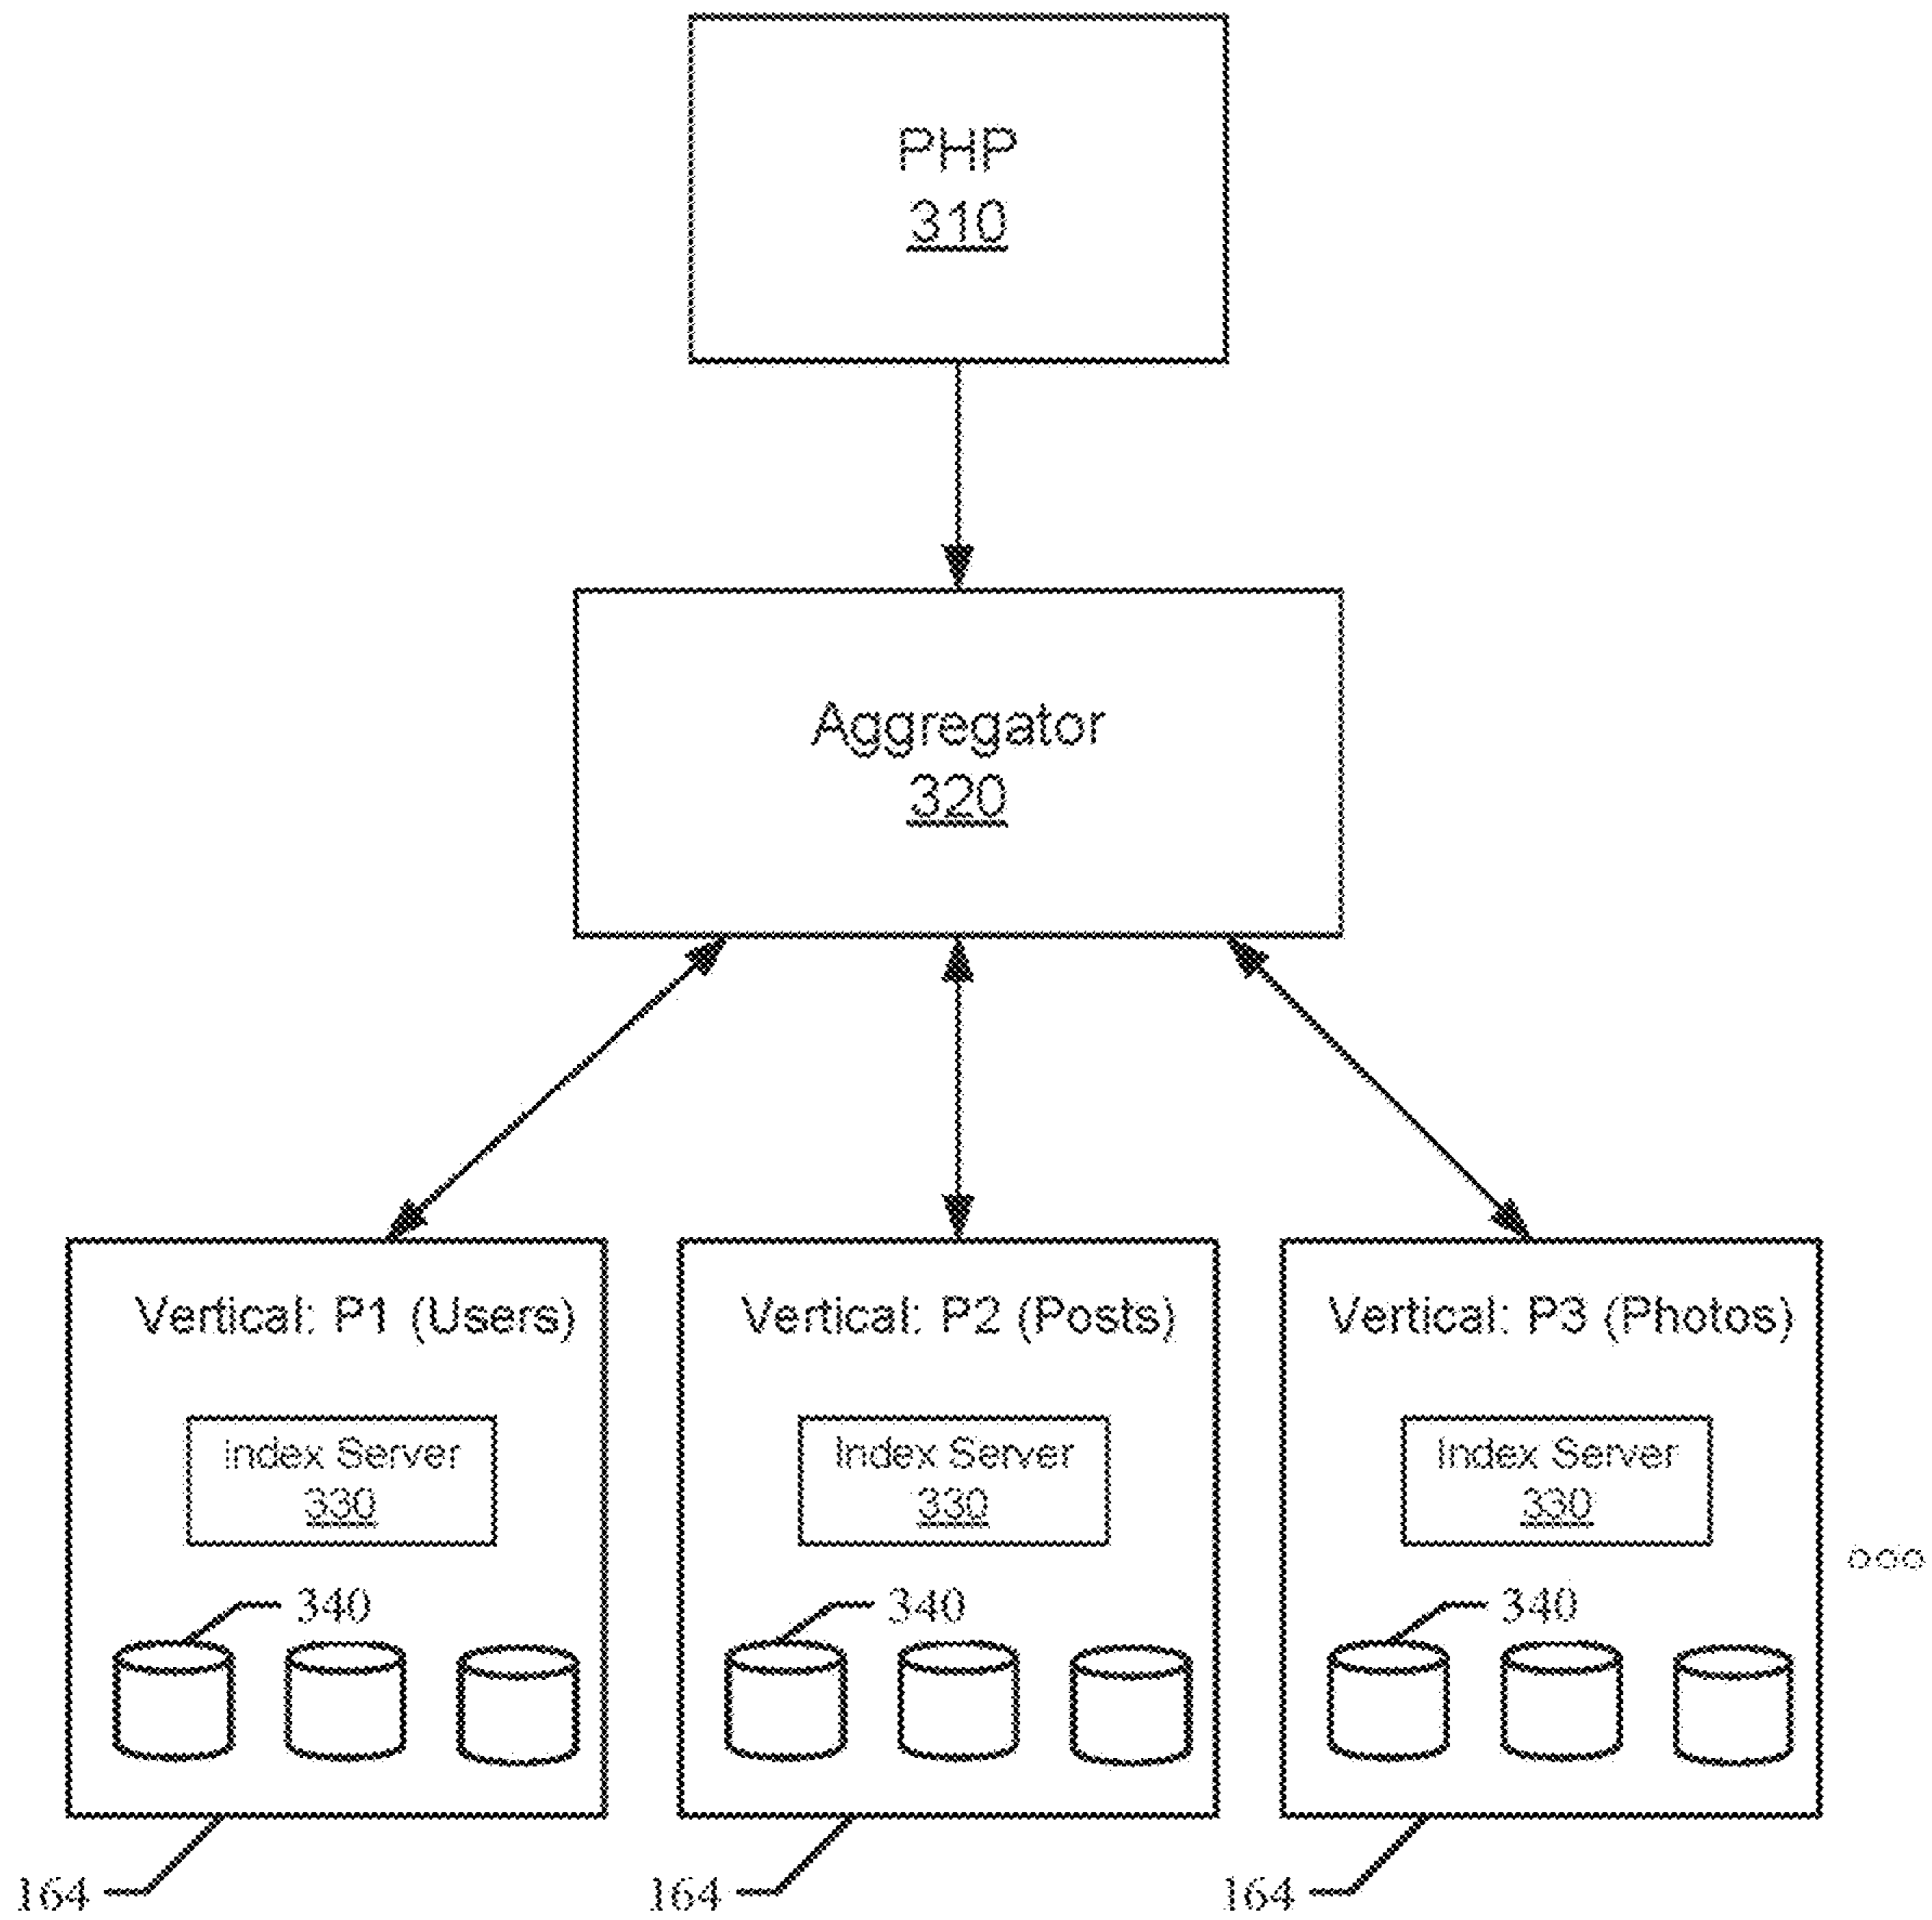 PHP
310
Aggregator
320
Vertical: P1 (Users)
Index Server
330
340
164
Vertical: P2 (Posts)
Index Server
330
340
164
Vertical: P3 (Photos)
Index Server
330
340
164